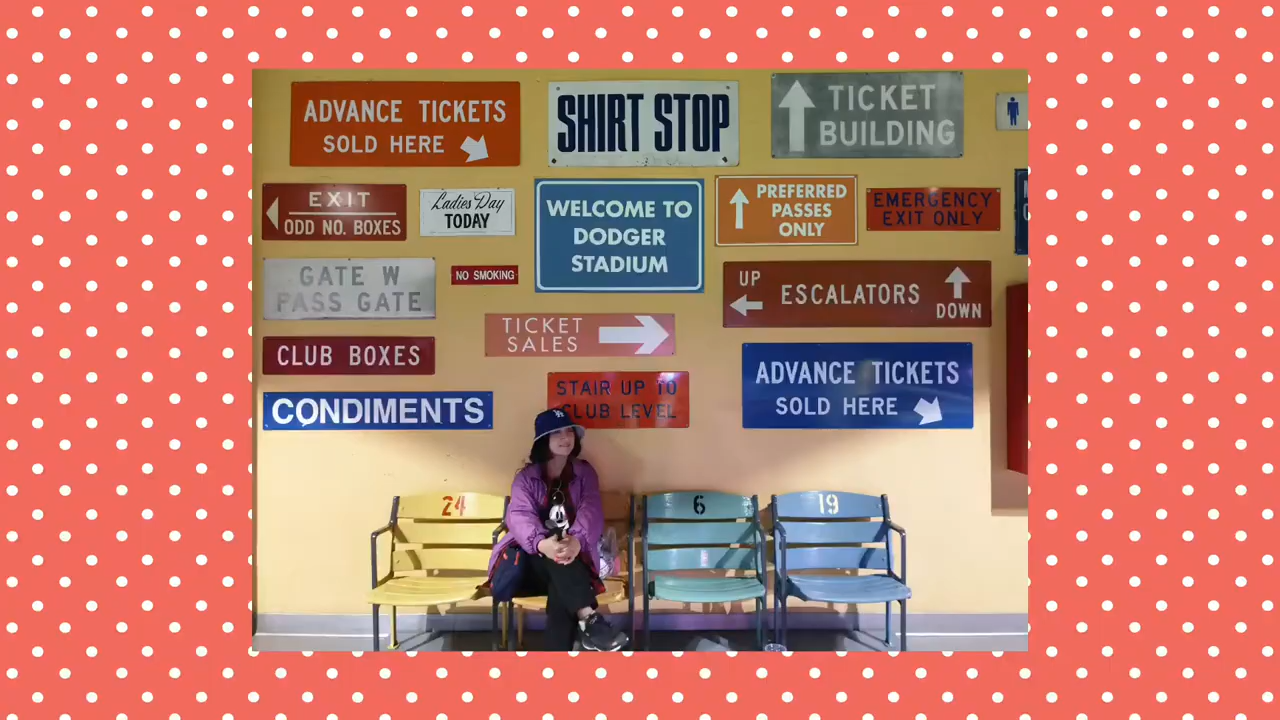 ADVANCE TICKETS
SOLD HERE
SHIRT STOP
TICKET
BUILDING
EXIT
ODD NO. BOXES
Ladies Day
TODAY
WELCOME TO
DODGER
STADIUM
PREFERRED
PASSES
ONLY
EMERGENCY
EXIT ONLY
GATE W
PASS GATE
NO SMOKING
UP
ESCALATORS
DOWN
TICKET
SALES
CLUB BOXES
STAIR UP TO
CLUB LEVEL
ADVANCE TICKETS
SOLD HERE
CONDIMENTS
LA
24
6
19